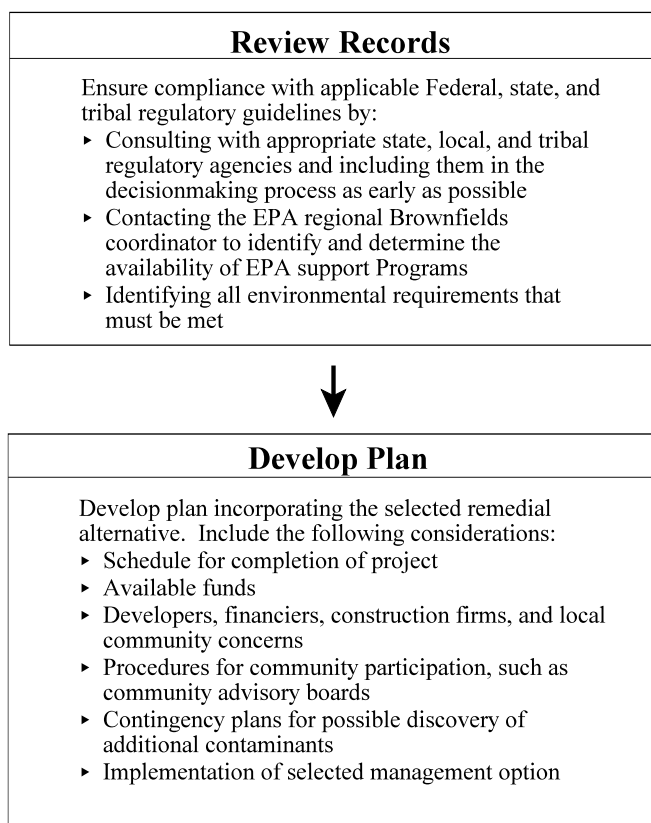 Review Records
Ensure compliance with applicable Federal, state, and
tribal regulatory guidelines by:
▸ Consulting with appropriate state, local, and tribal
regulatory agencies and including them in the
decisionmaking process as early as possible
▸ Contacting the EPA regional Brownfields
coordinator to identify and determine the
availability of EPA support Programs
▸ Identifying all environmental requirements that
must be met
Develop Plan
Develop plan incorporating the selected remedial
alternative.  Include the following considerations:
▸ Schedule for completion of project
▸ Available funds
▸ Developers, financiers, construction firms, and local
community concerns
▸ Procedures for community participation, such as
community advisory boards
▸ Contingency plans for possible discovery of
additional contaminants
▸ Implementation of selected management option